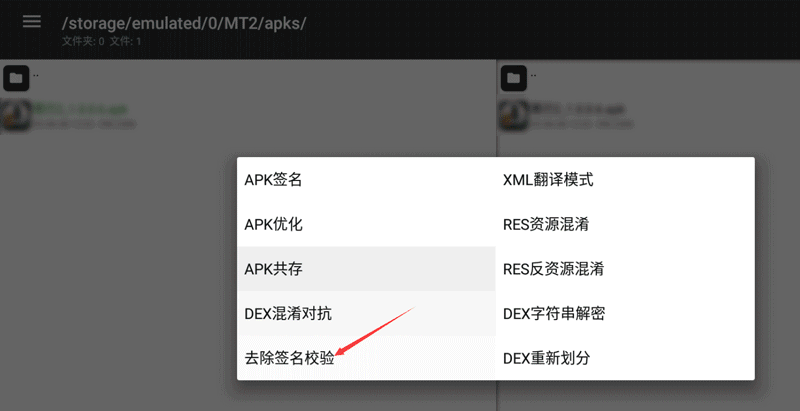 /storage/emulated/0/MT2/apks/
文件夹: 0 文件: 1
..
..
APK签名
XML翻译模式
APK优化
RES资源混淆
APK共存
RES反资源混淆
DEX混淆对抗
DEX字符串解密
去除签名校验
DEX重新划分